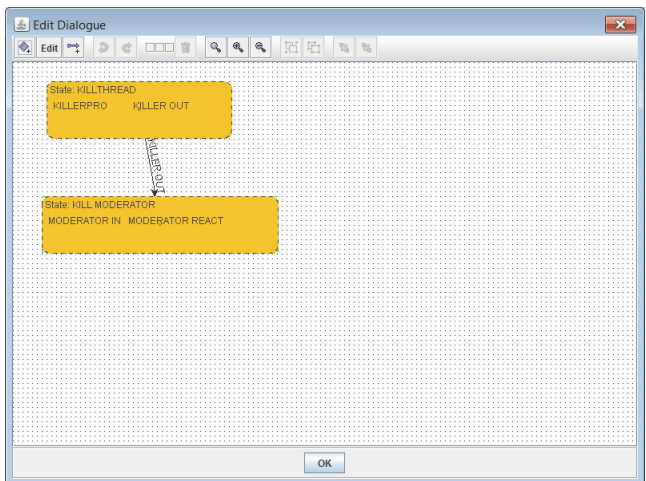 Edit Dialogue
Edit
State: KILLTHREAD
KILLERPRO KILLER OUT
KILLER OUT
State: KILL MODERATOR
MODERATOR IN MODERATOR REACT
OK